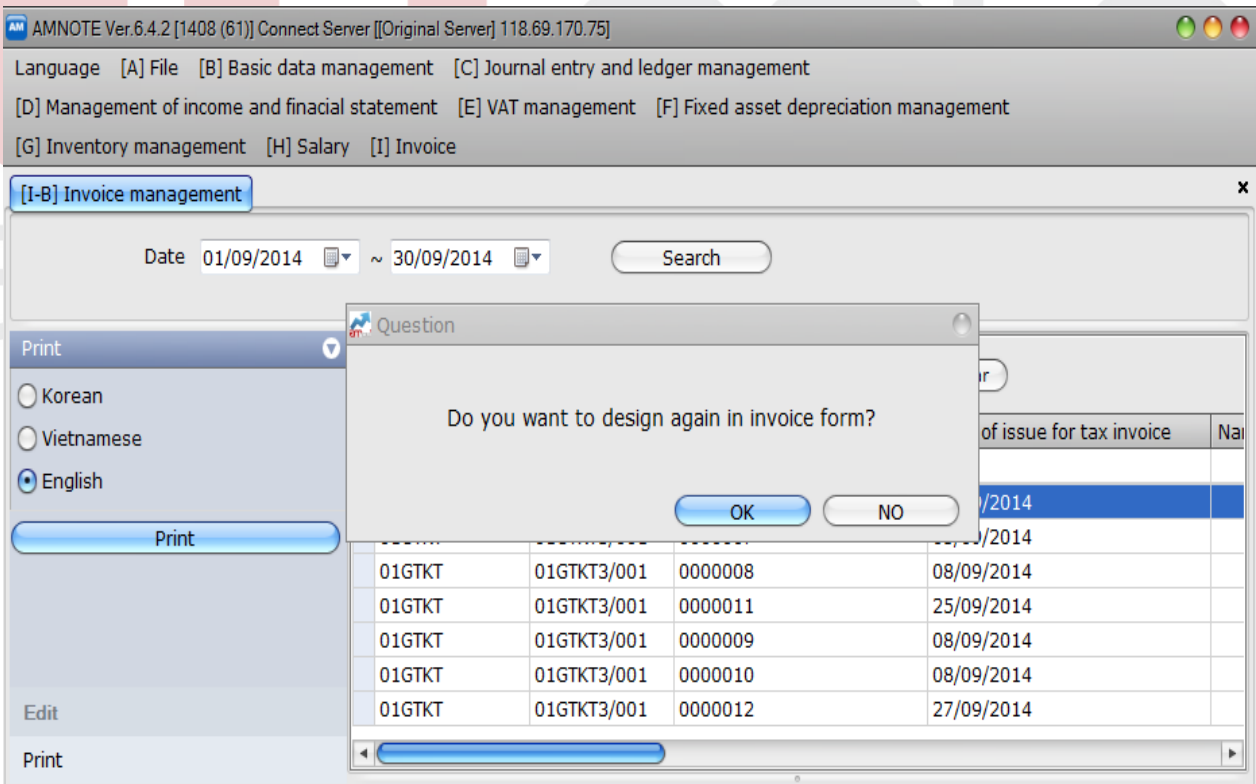 AM AMNOTE Ver.6.4.2 [1408 (61)] Connect Server [[Original Server] 118.69.170.75]
Language [A] File [B] Basic data management [C] Journal entry and ledger management
[D] Management of income and finacial statement [E] VAT management [F] Fixed asset depreciation management
[G] Inventory management [H] Salary [I] Invoice
[I-B] Invoice management x
Date 01/09/2014 ~ 30/09/2014 Search
Question
Print
Korean
Do you want to design again in invoice form?
of issue for tax invoice
Vietnamese
English
OK NO
/2014
Print
/2014
01GTKT 01GTKT3/001 0000008 08/09/2014
01GTKT 01GTKT3/001 0000011 25/09/2014
01GTKT 01GTKT3/001 0000009 08/09/2014
01GTKT 01GTKT3/001 0000010 08/09/2014
01GTKT 01GTKT3/001 0000012 27/09/2014
Edit
Print